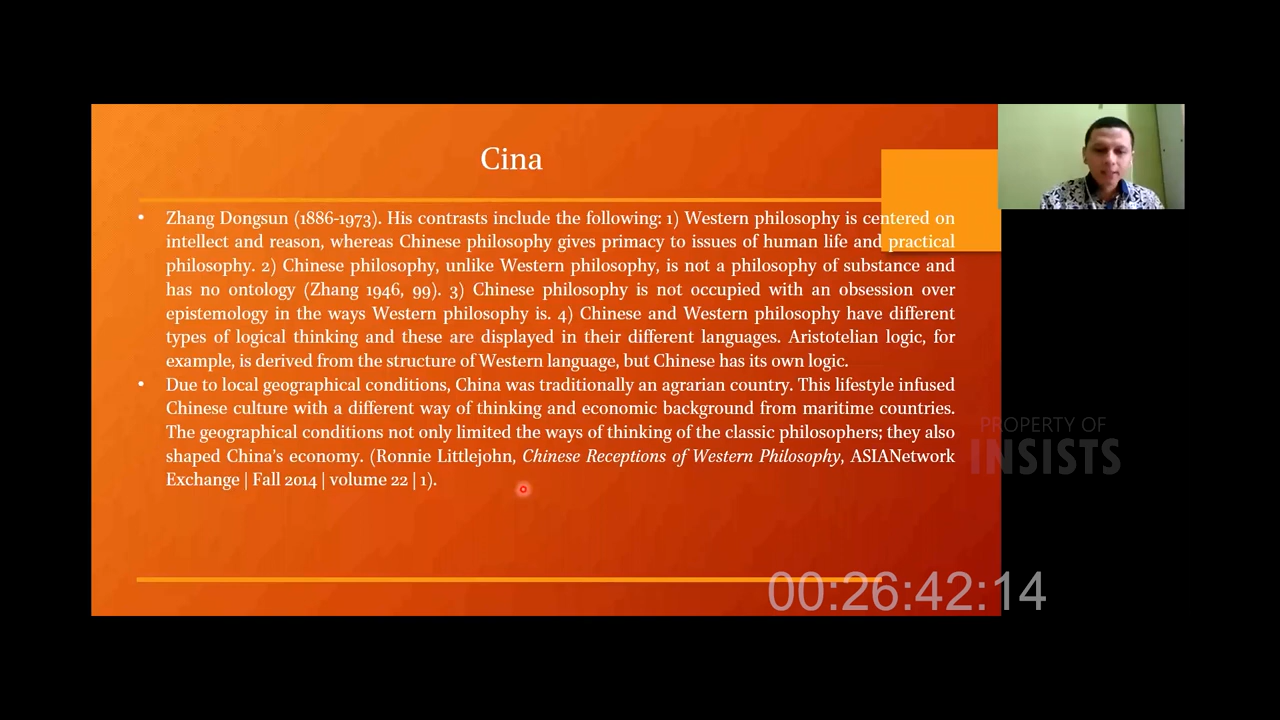 Cina
• Zhang Dongsun (1886-1973). His contrasts include the following: 1) Western philosophy is centered on
intellect and reason, whereas Chinese philosophy gives primacy to issues of human life and practical
philosophy. 2) Chinese philosophy, unlike Western philosophy, is not a philosophy of substance and
has no ontology (Zhang 1946, 99). 3) Chinese philosophy is not occupied with an obsession over
epistemology in the ways Western philosophy is. 4) Chinese and Western philosophy have different
types of logical thinking and these are displayed in their different languages. Aristotelian logic, for
example, is derived from the structure of Western language, but Chinese has its own logic.
• Due to local geographical conditions, China was traditionally an agrarian country. This lifestyle infused
Chinese culture with a different way of thinking and economic background from maritime countries.
The geographical conditions not only limited the ways of thinking of the classic philosophers; they also
shaped China's economy. (Ronnie Littlejohn, Chinese Receptions of Western Philosophy, ASIANetwork
Exchange | Fall 2014 | volume 22 | 1).
PROPERTY OF
INSISTS
00:26:42:14